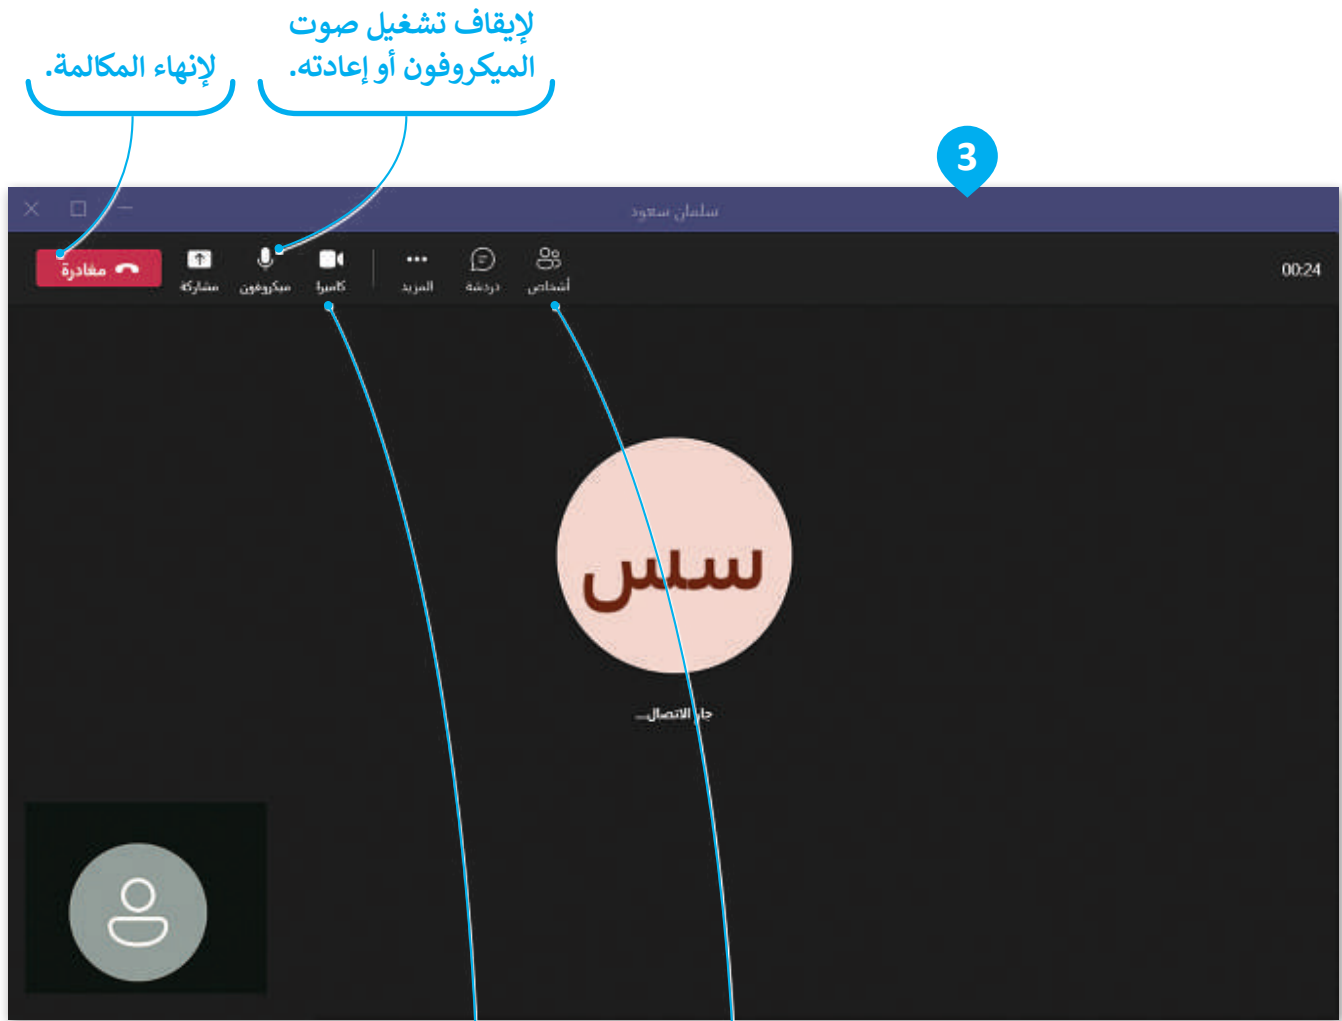 لإيقاف تشغيل صوت
الميكروفون أو إعادته.
لإنهاء المكالمة.
3
سلمان سعود
00:24
أشخاص
دردشة
المزيد
كاميرا
ميكروفون
مشاركة
مغادرة
سس
جارٍ الاتصال...